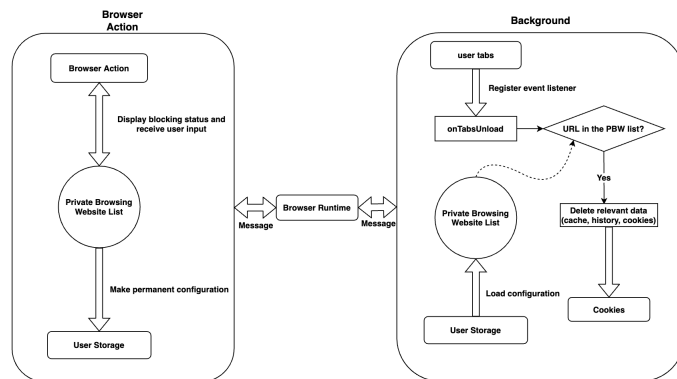 Browser
Action
Browser Action
Display blocking status and
receive user input
Private Browsing
Website List
Make permanent configuration
User Storage
Message
Browser Runtime
Message
Background
user tabs
Register event listener
onTabsUnload
URL in the PBW list?
Yes
Private Browsing
Website List
Delete relevant data
(cache, history, cookies)
Load configuration
User Storage
Cookies